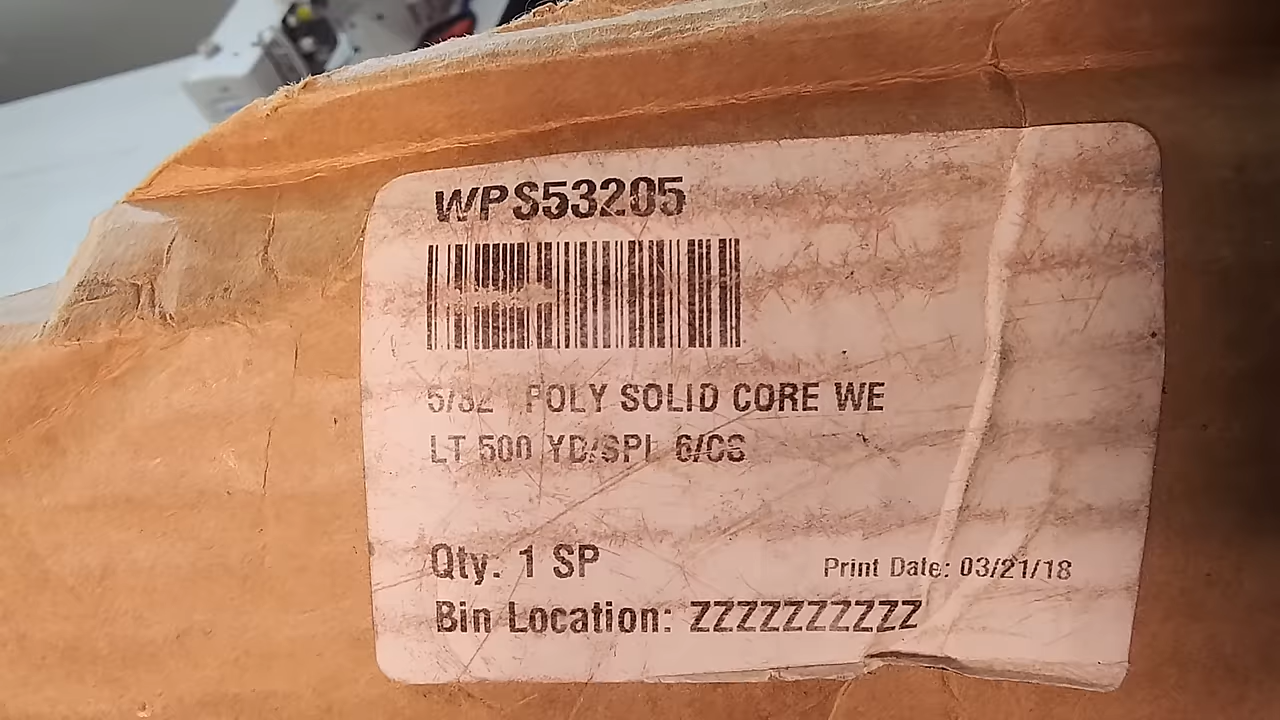 WPS53205
5/32" POLY SOLID CORE WE
LT 500 YD/SPL 6/CS
Qty. 1 SP
Print Date: 03/21/18
Bin Location: ZZZZZZZZZZ